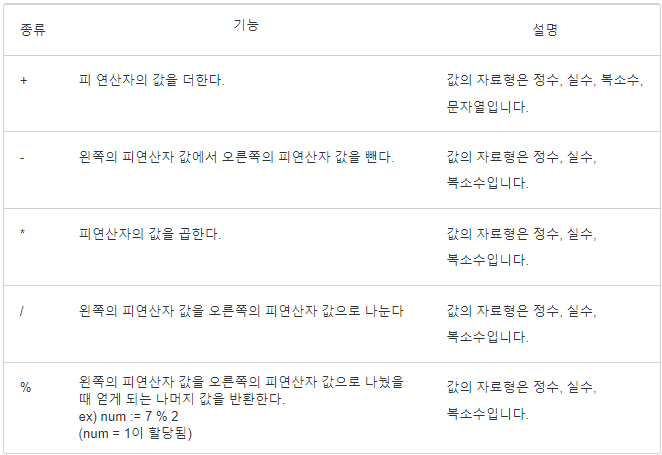 종류 기능 설명
+ 피 연산자의 값을 더한다. 값의 자료형은 정수, 실수, 복소수,
문자열입니다.
- 왼쪽의 피연산자 값에서 오른쪽의 피연산자 값을 뺀다. 값의 자료형은 정수, 실수,
복소수입니다.
* 피연산자의 값을 곱한다. 값의 자료형은 정수, 실수,
복소수입니다.
/ 왼쪽의 피연산자 값을 오른쪽의 피연산자 값으로 나눈다 값의 자료형은 정수, 실수,
복소수입니다.
% 왼쪽의 피연산자 값을 오른쪽의 피연산자 값으로 나눴을
때 얻게 되는 나머지 값을 반환한다.
ex) num := 7 % 2
(num = 1이 할당됨)
값의 자료형은 정수, 실수,
복소수입니다.